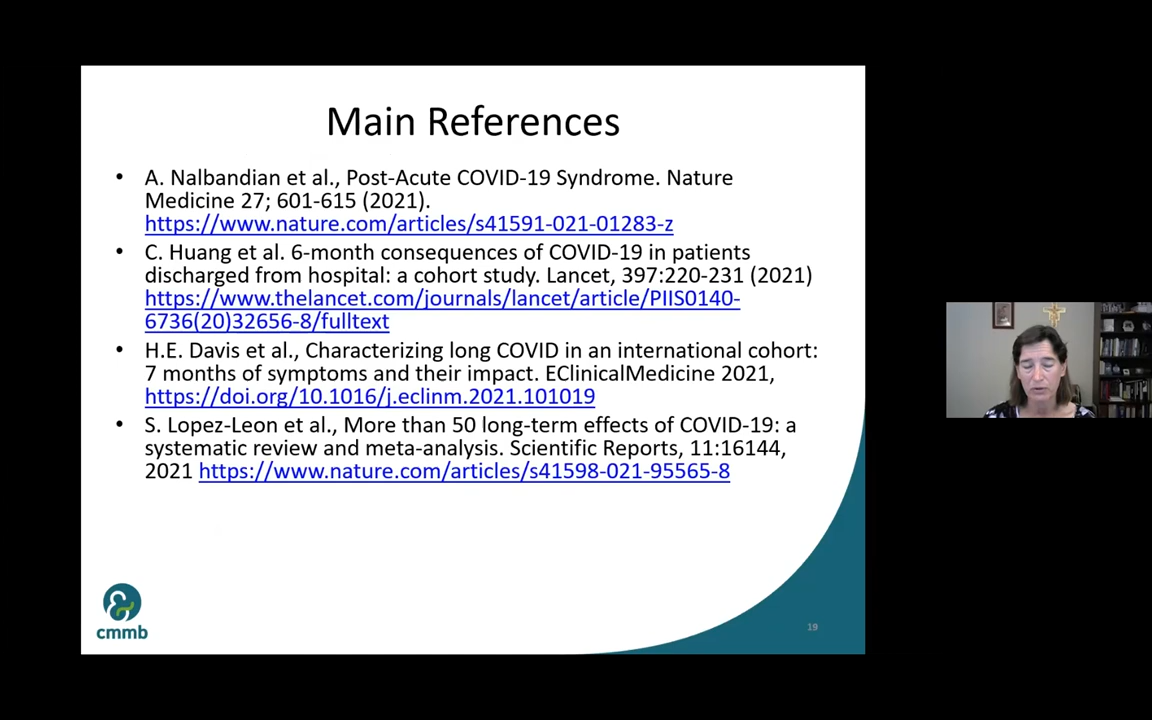 Main References
• A. Nalbandian et al., Post-Acute COVID-19 Syndrome. Nature
Medicine 27; 601-615 (2021).
https://www.nature.com/articles/s41591-021-01283-z
• C. Huang et al. 6-month consequences of COVID-19 in patients
discharged from hospital: a cohort study. Lancet, 397:220-231 (2021)
https://www.thelancet.com/journals/lancet/article/PIIS0140-
6736(20)32656-8/fulltext
• H.E. Davis et al., Characterizing long COVID in an international cohort:
7 months of symptoms and their impact. EClinicalMedicine 2021,
https://doi.org/10.1016/j.eclinm.2021.101019
• S. Lopez-Leon et al., More than 50 long-term effects of COVID-19: a
systematic review and meta-analysis. Scientific Reports, 11:16144,
2021 https://www.nature.com/articles/s41598-021-95565-8
cmmb
19